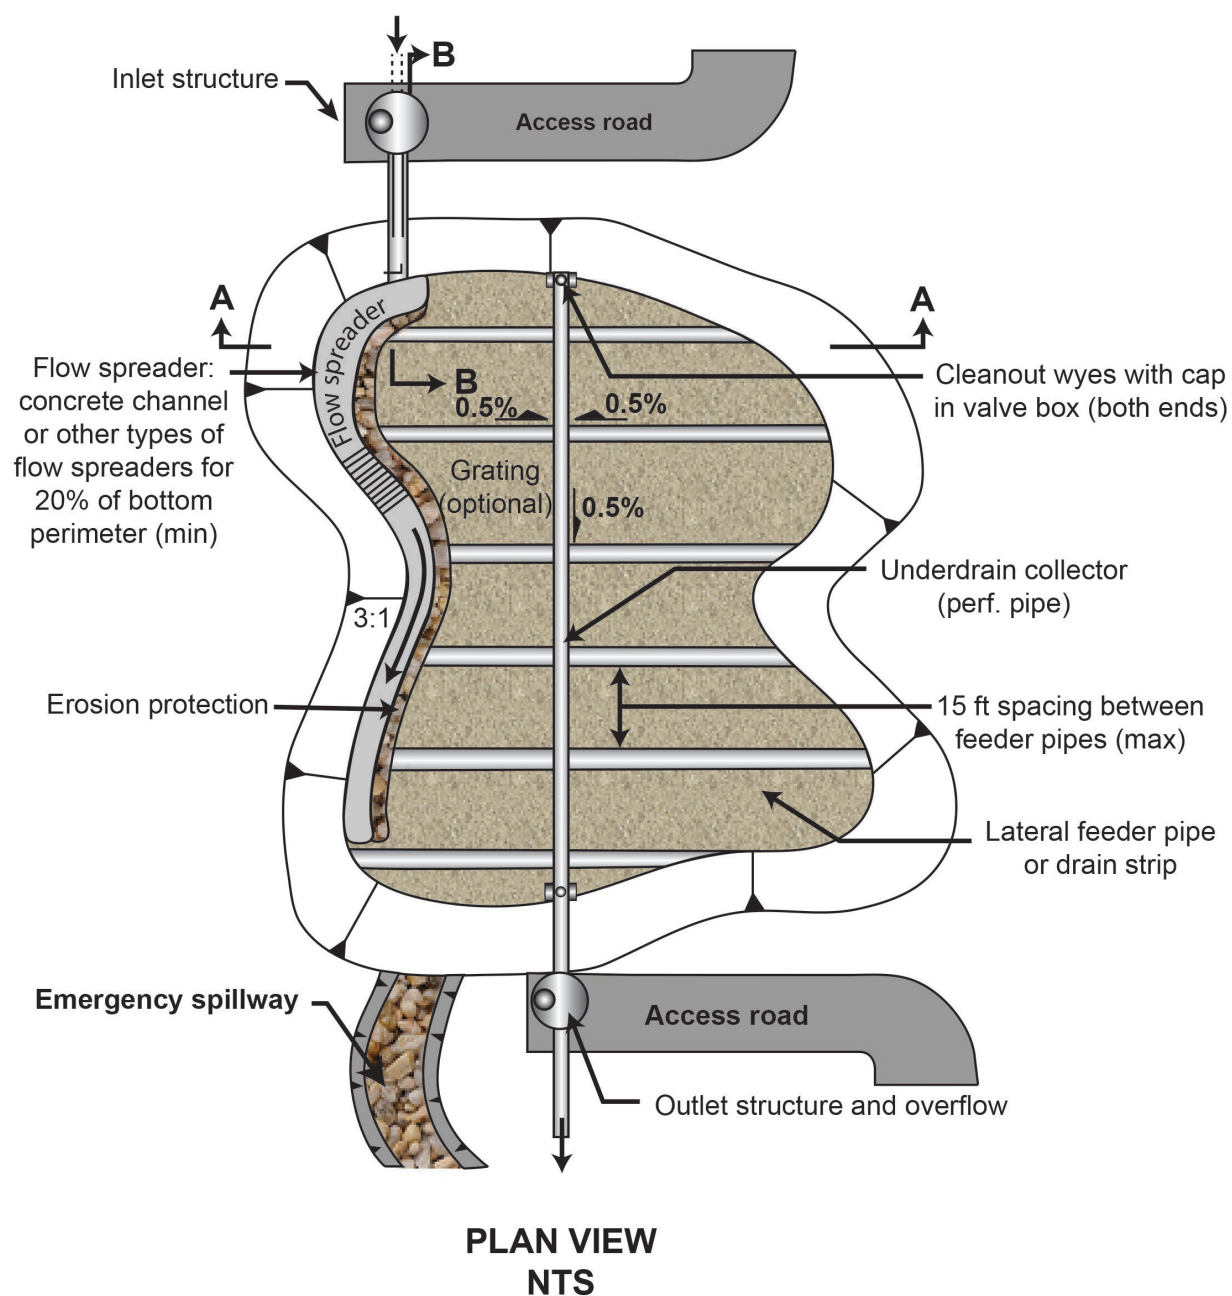 B
Inlet structure
Access road
A
A
Flow spreader
Flow spreader:
concrete channel
or other types of
flow spreaders for
20% of bottom
perimeter (min)
B
0.5%
0.5%
Cleanout wyes with cap
in valve box (both ends)
Grating
(optional)
0.5%
Underdrain collector
(perf. pipe)
3:1
Erosion protection
15 ft spacing between
feeder pipes (max)
Lateral feeder pipe
or drain strip
Emergency spillway
Access road
Outlet structure and overflow
PLAN VIEW
NTS